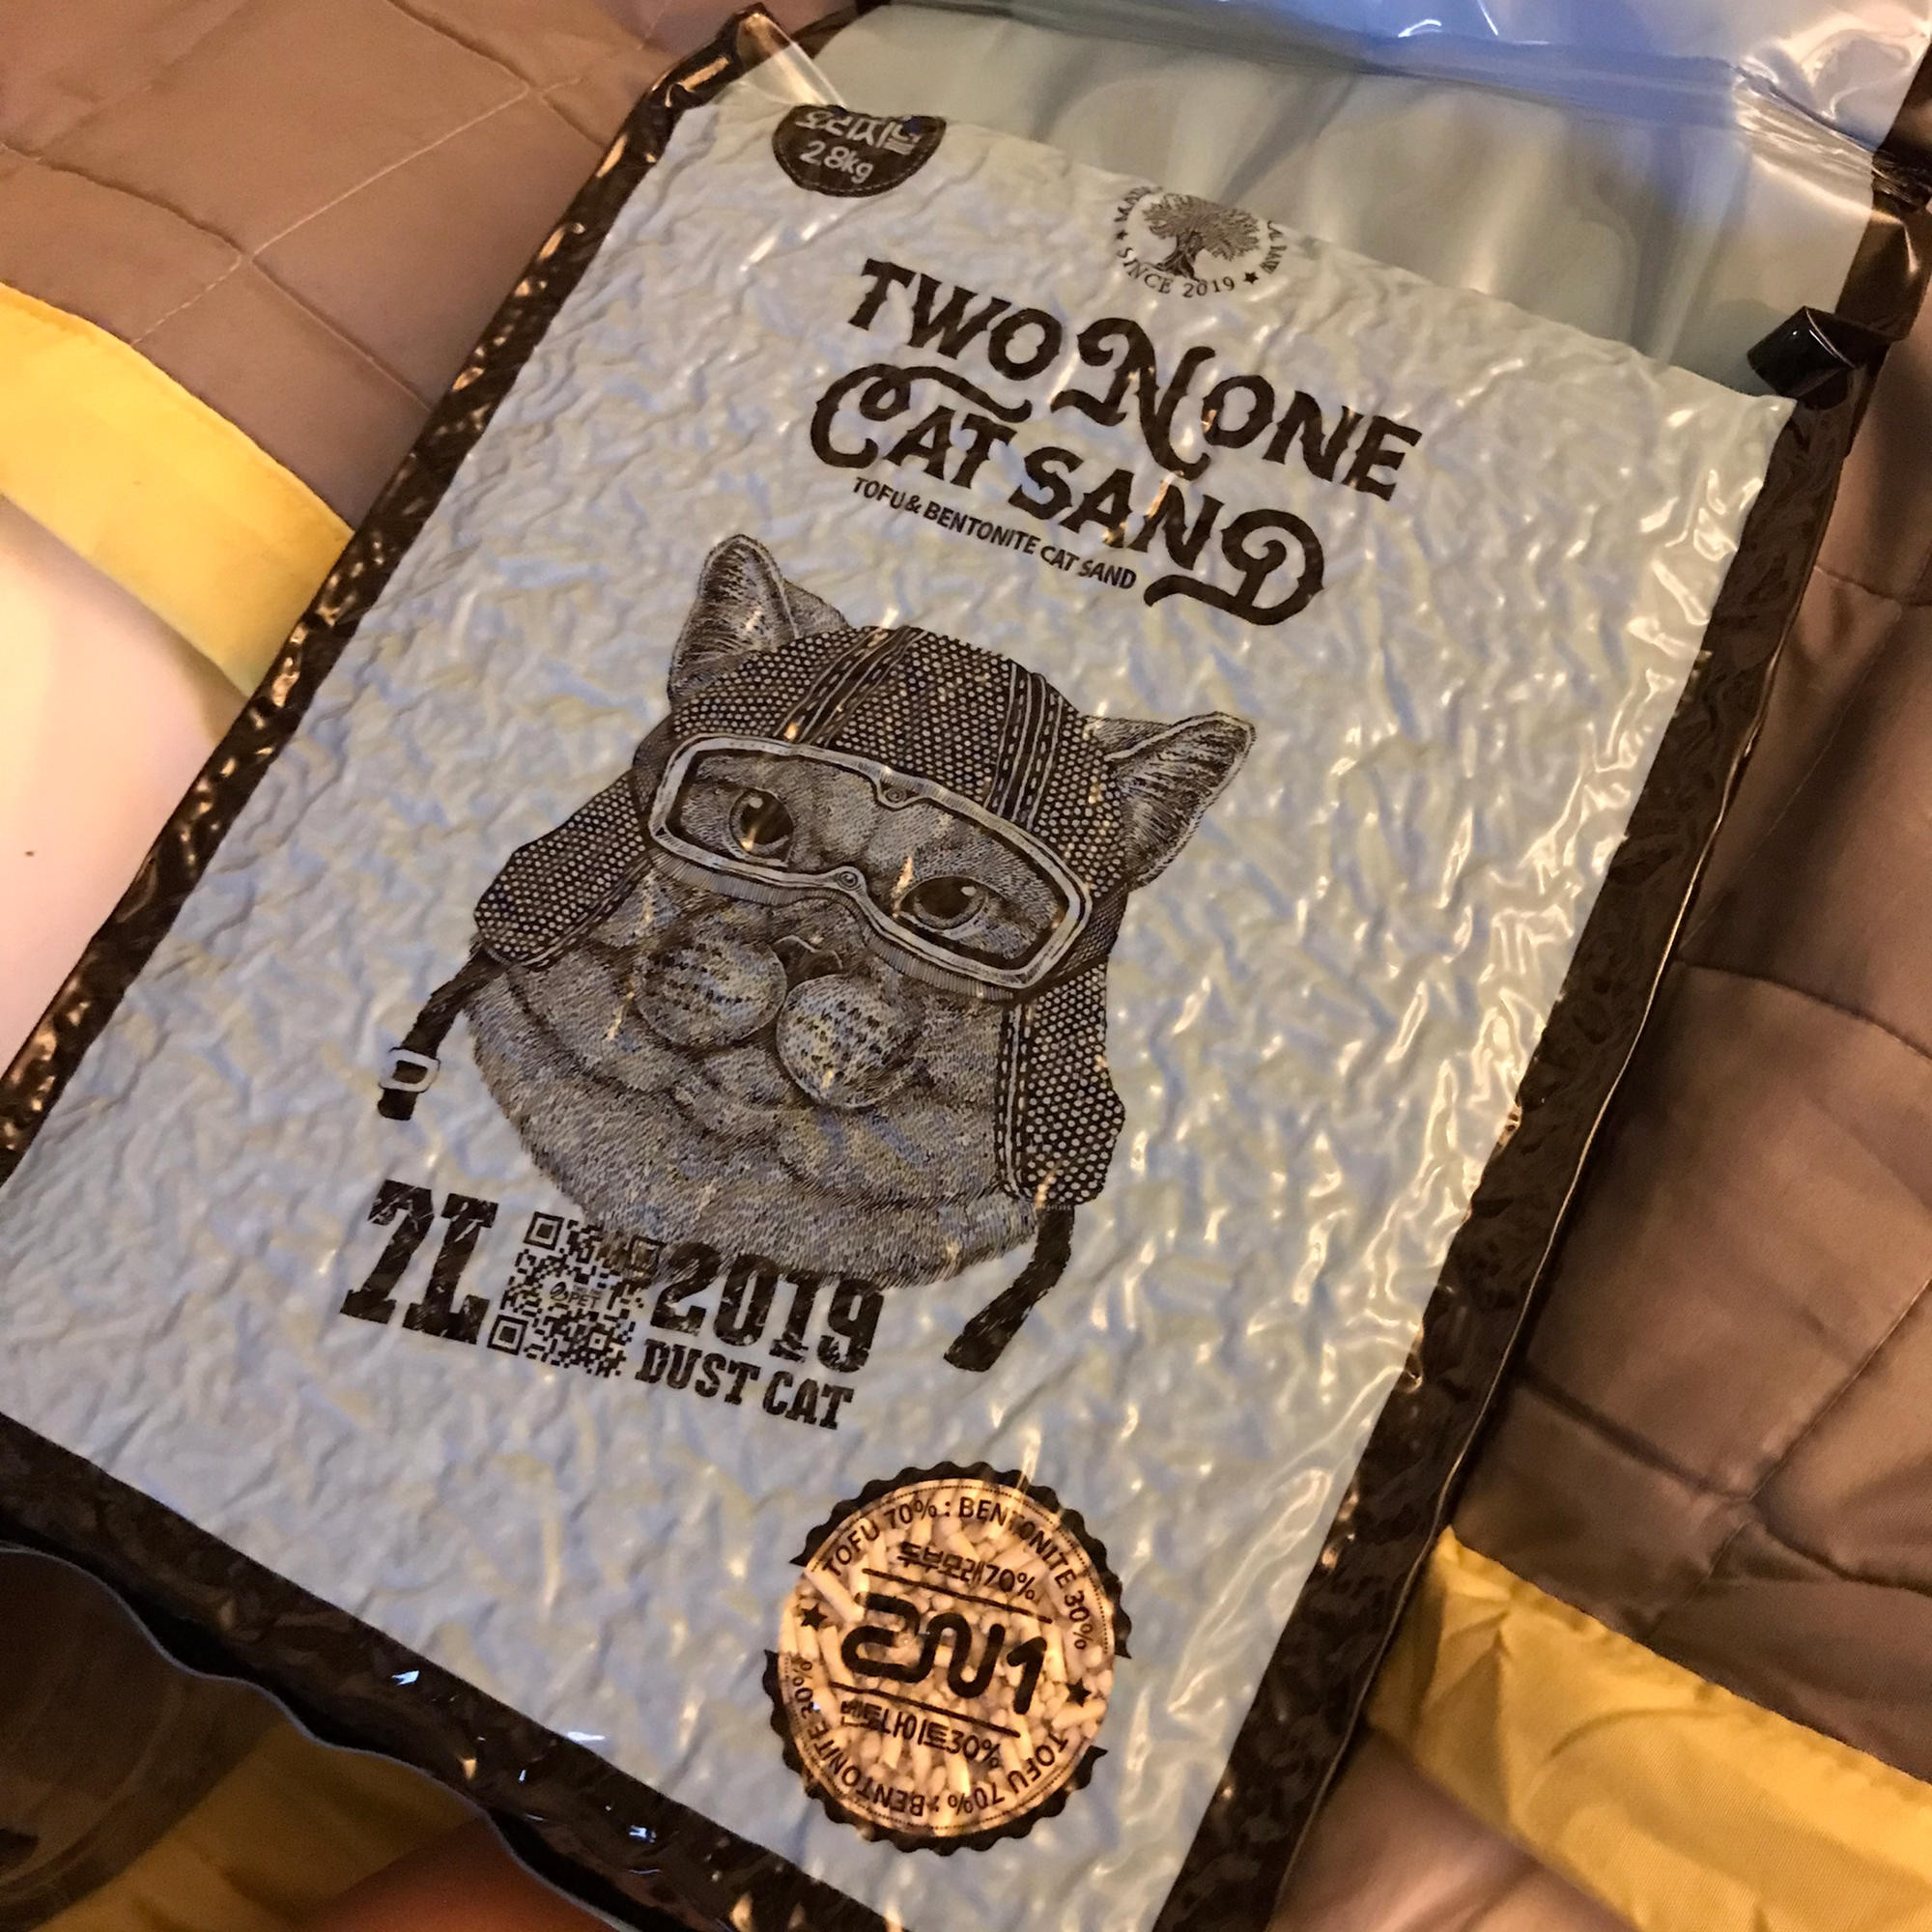 오리지널
2.8kg
SINCE 2019
TWO N ONE
CAT SAND
TOFU & BENTONITE CAT SAND
7L
PET
2019
DUST CAT
TOFU 70% : BENTONITE 30%
두부모래70%
2N1
벤토나이트30%
TOFU 70% : BENTONITE 30%